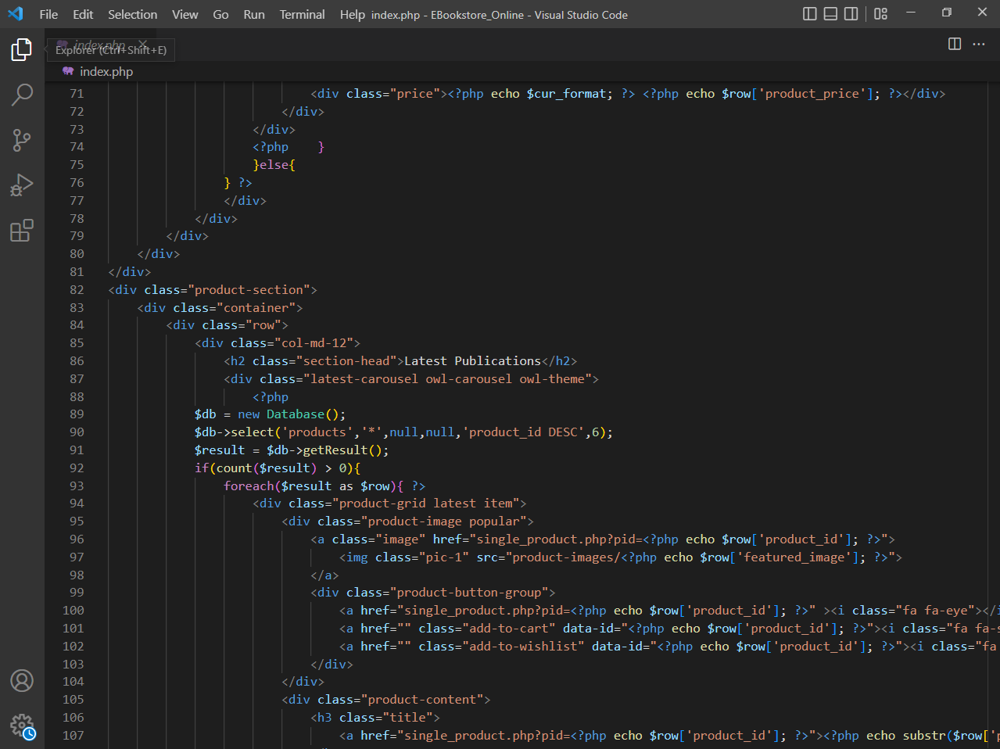 File Edit Selection View Go Run Terminal Help index.php - EBookstore_Online - Visual Studio Code
index.php
Explorer (Ctrl+Shift+E)
index.php
71 <div class="price"><?php echo $cur_format; ?> <?php echo $row['product_price']; ?></div>
72 </div>
73 </div>
74 <?php    }
75 }else{
76 } ?>
77 </div>
78 </div>
79 </div>
80 </div>
81 </div>
82 <div class="product-section">
83 <div class="container">
84 <div class="row">
85 <div class="col-md-12">
86 <h2 class="section-head">Latest Publications</h2>
87 <div class="latest-carousel owl-carousel owl-theme">
88 <?php
89 $db = new Database();
90 $db->select('products','*',null,null,'product_id DESC',6);
91 $result = $db->getResult();
92 if(count($result) > 0){
93 foreach($result as $row){ ?>
94 <div class="product-grid latest item">
95 <div class="product-image popular">
96 <a class="image" href="single_product.php?pid=<?php echo $row['product_id']; ?>">
97 <img class="pic-1" src="product-images/<?php echo $row['featured_image']; ?>">
98 </a>
99 <div class="product-button-group">
100 <a href="single_product.php?pid=<?php echo $row['product_id']; ?>" ><i class="fa fa-eye"></i
101 <a href="" class="add-to-cart" data-id="<?php echo $row['product_id']; ?>"><i class="fa fa-s
102 <a href="" class="add-to-wishlist" data-id="<?php echo $row['product_id']; ?>"><i class="fa
103 </div>
104 </div>
105 <div class="product-content">
106 <h3 class="title">
107 <a href="single_product.php?pid=<?php echo $row['product_id']; ?>"><?php echo substr($row['p